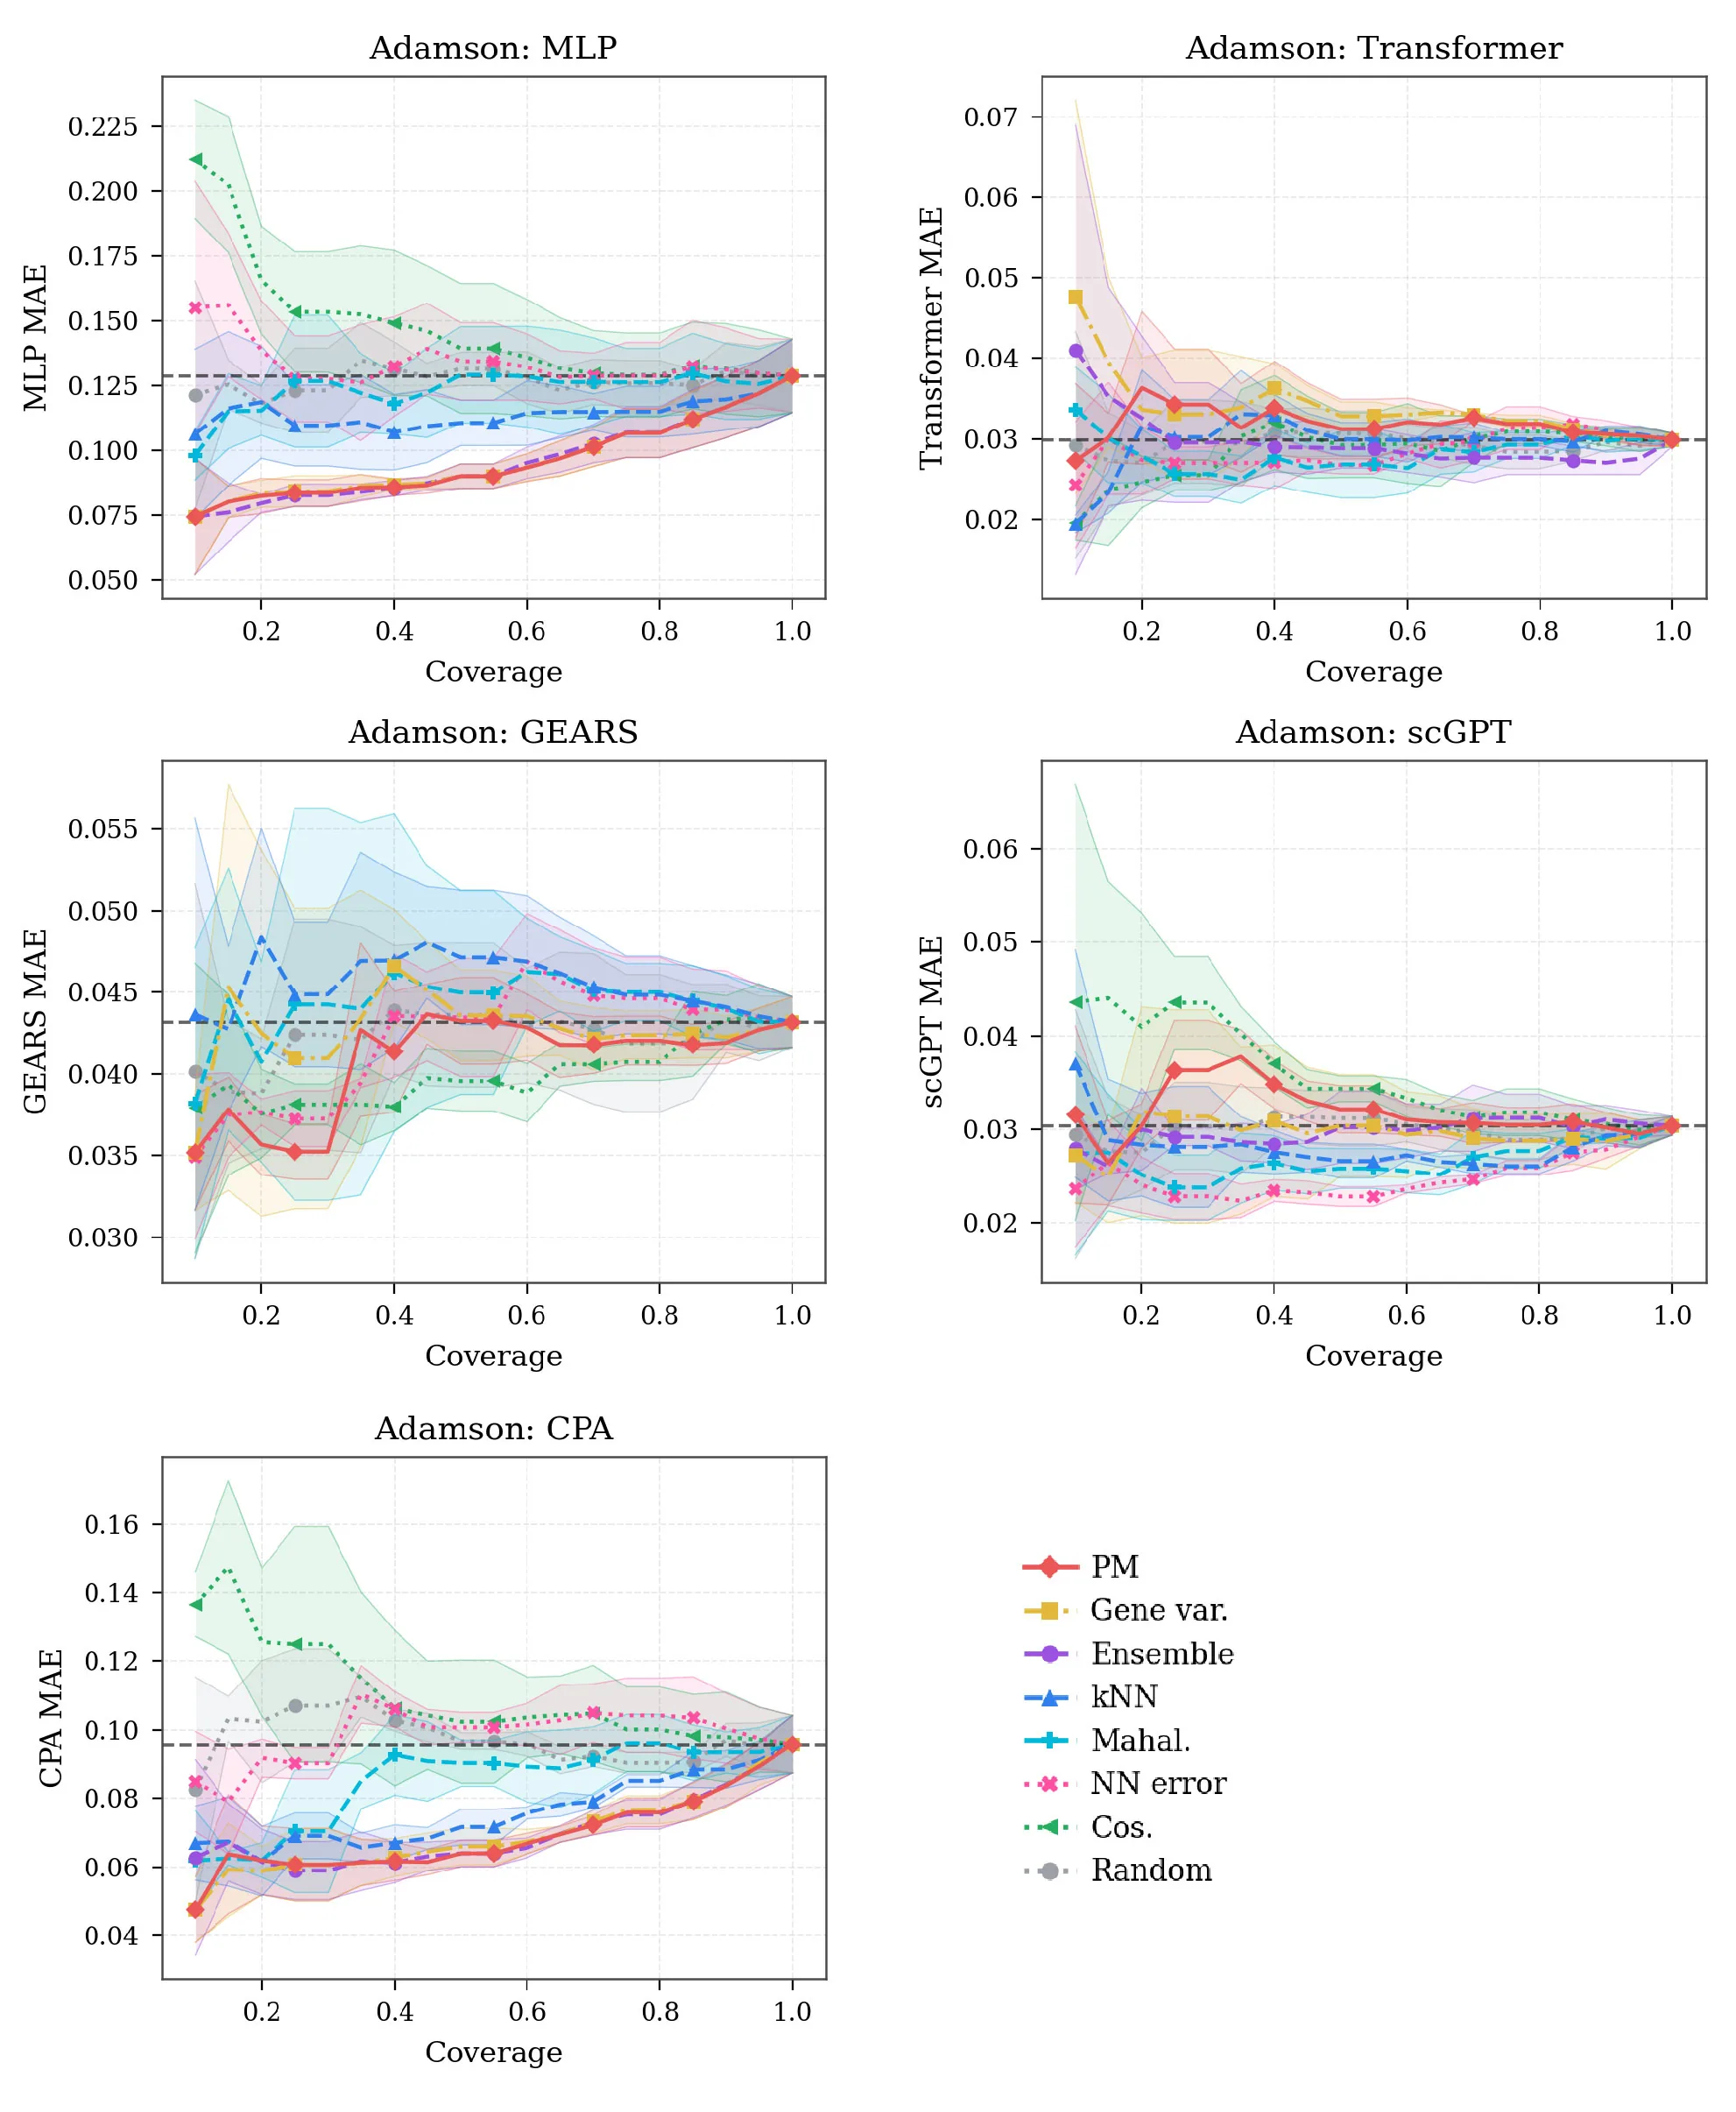 Adamson: MLP
MLP MAE
0.225
0.200
0.175
0.150
0.125
0.100
0.075
0.050
0.2 0.4 0.6 0.8 1.0
Coverage
Adamson: Transformer
Transformer MAE
0.07
0.06
0.05
0.04
0.03
0.02
0.2 0.4 0.6 0.8 1.0
Coverage
Adamson: GEARS
GEARS MAE
0.055
0.050
0.045
0.040
0.035
0.030
0.2 0.4 0.6 0.8 1.0
Coverage
Adamson: scGPT
scGPT MAE
0.06
0.05
0.04
0.03
0.02
0.2 0.4 0.6 0.8 1.0
Coverage
Adamson: CPA
CPA MAE
0.16
0.14
0.12
0.10
0.08
0.06
0.04
0.2 0.4 0.6 0.8 1.0
Coverage
PM
Gene var.
Ensemble
kNN
Mahal.
NN error
Cos.
Random